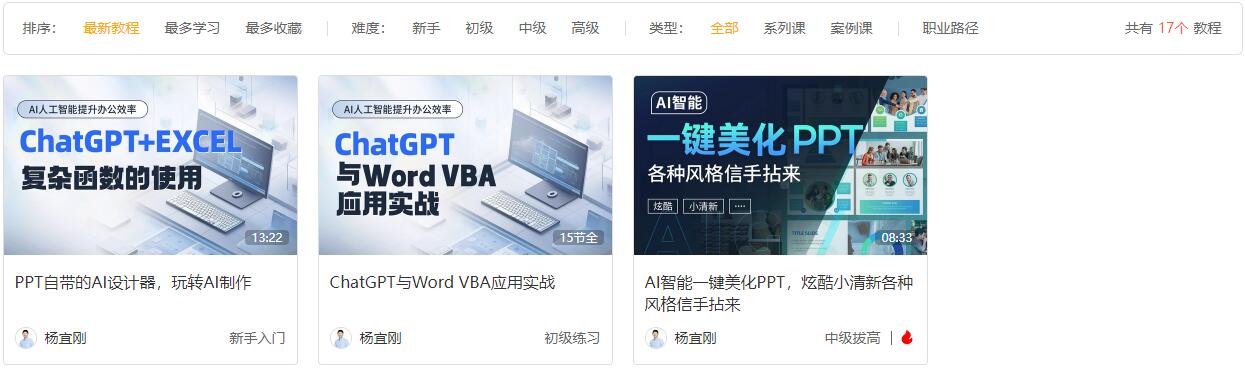 排序： 最新教程 最多学习 最多收藏 | 难度： 新手 初级 中级 高级 | 类型： 全部 系列课 案例课 | 职业路径 共有 17个 教程
AI人工智能提升办公效率
ChatGPT+EXCEL
复杂函数的使用
13:22
PPT自带的AI设计器，玩转AI制作
杨宜刚 新手入门
AI人工智能提升办公效率
ChatGPT
与Word VBA
应用实战
15节全
ChatGPT与Word VBA应用实战
杨宜刚 初级练习
AI智能
一键美化 PPT
各种风格信手拈来
炫酷 小清新 ····
TITLE SLIDE
08:33
AI智能一键美化PPT，炫酷小清新各种
风格信手拈来
杨宜刚 中级拔高 |